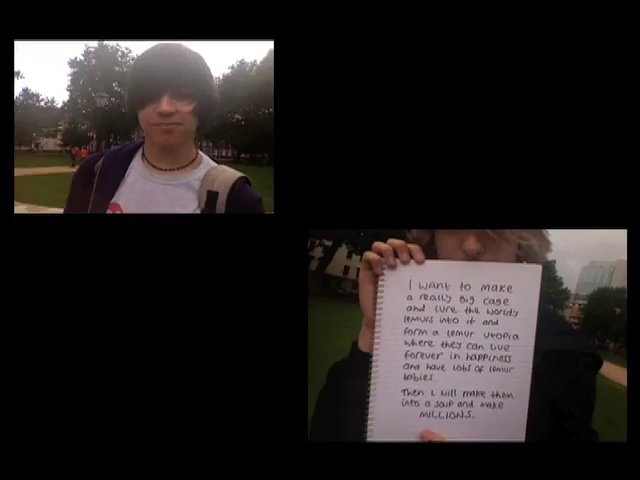 I WANT TO MAKE
a really Big cage
and lure the worlds
lemurs into it and
form a lemur utopia
where they can live
forever in happiness
and have lots of lemur
babies.
Then I will make them
into a soup and make
MILLIONS.